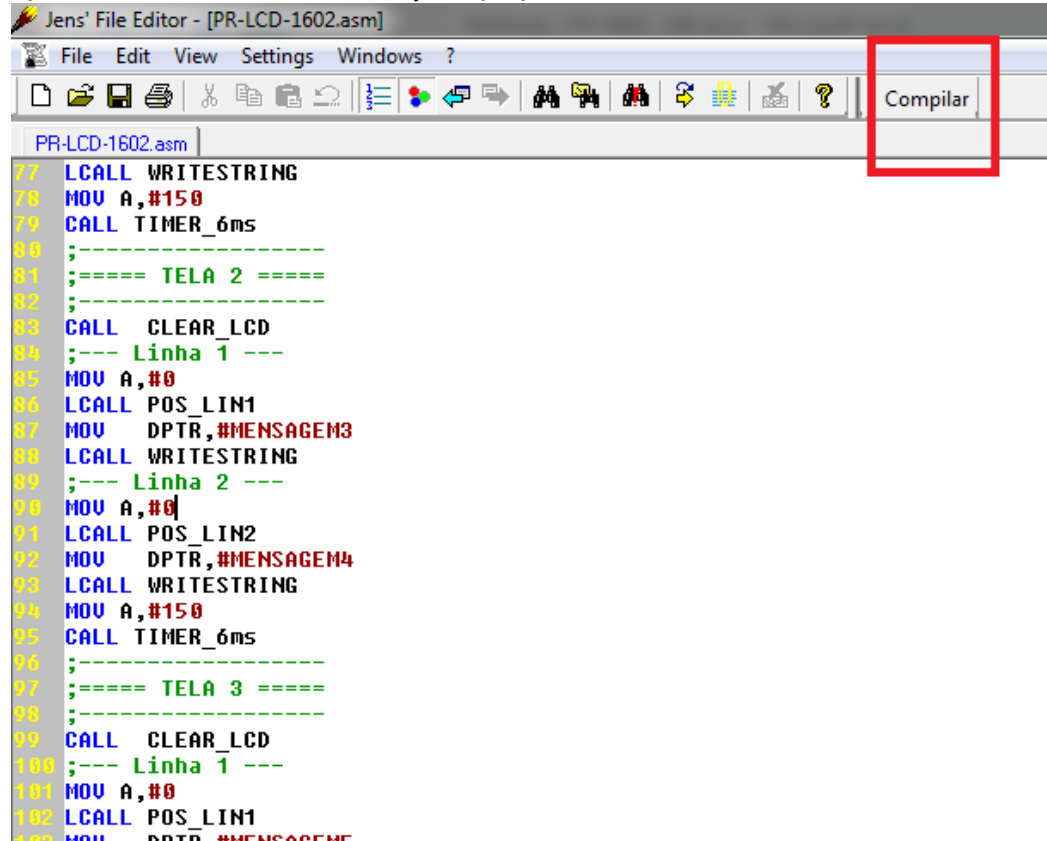 Jens' File Editor - [PR-LCD-1602.asm]
File Edit View Settings Windows ?
Compilar
PR-LCD-1602.asm
77 LCALL WRITESTRING
78 MOV A,#150
79 CALL TIMER_6ms
80 ;------------------
81 ;===== TELA 2 =====
82 ;------------------
83 CALL CLEAR_LCD
84 ;--- Linha 1 ---
85 MOV A,#0
86 LCALL POS_LIN1
87 MOV DPTR,#MENSAGEM3
88 LCALL WRITESTRING
89 ;--- Linha 2 ---
90 MOV A,#0
91 LCALL POS_LIN2
92 MOV DPTR,#MENSAGEM4
93 LCALL WRITESTRING
94 MOV A,#150
95 CALL TIMER_6ms
96 ;------------------
97 ;===== TELA 3 =====
98 ;------------------
99 CALL CLEAR_LCD
100 ;--- Linha 1 ---
101 MOV A,#0
102 LCALL POS_LIN1
103 MOV DPTR,